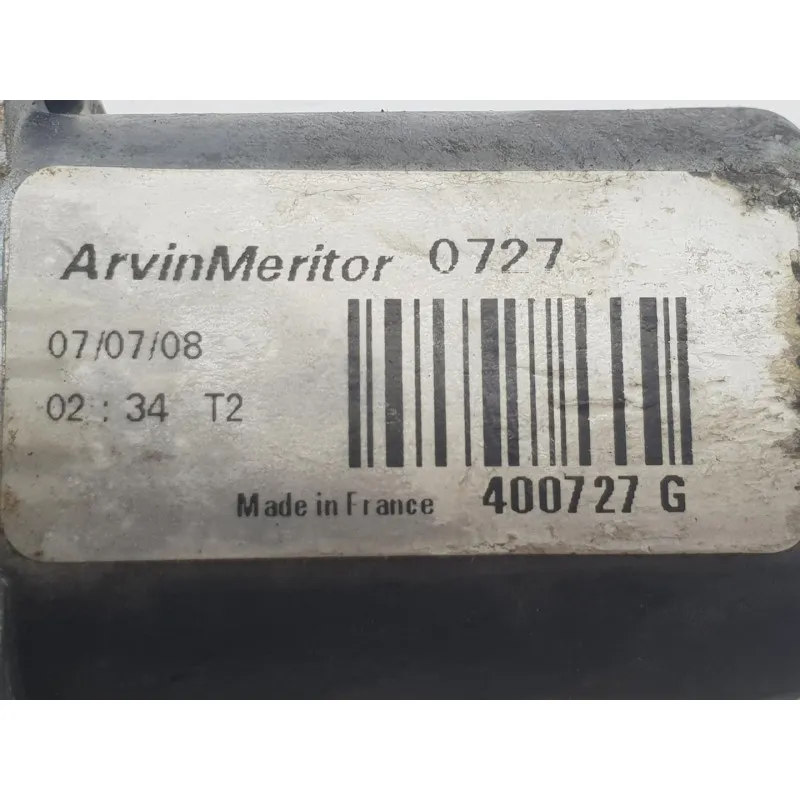 ArvinMeritor 0727
07/07/08
02 : 34 T2
Made in France 400727 G